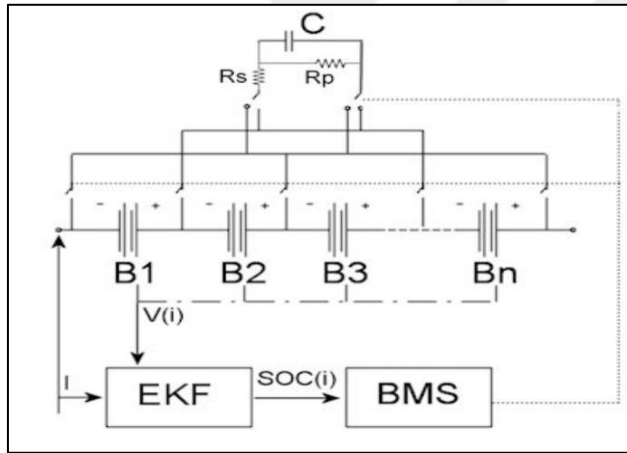 C
Rs
Rp
- + - + - + - +
B1 B2 B3 Bn
V(i)
I
EKF
SOC(i)
BMS